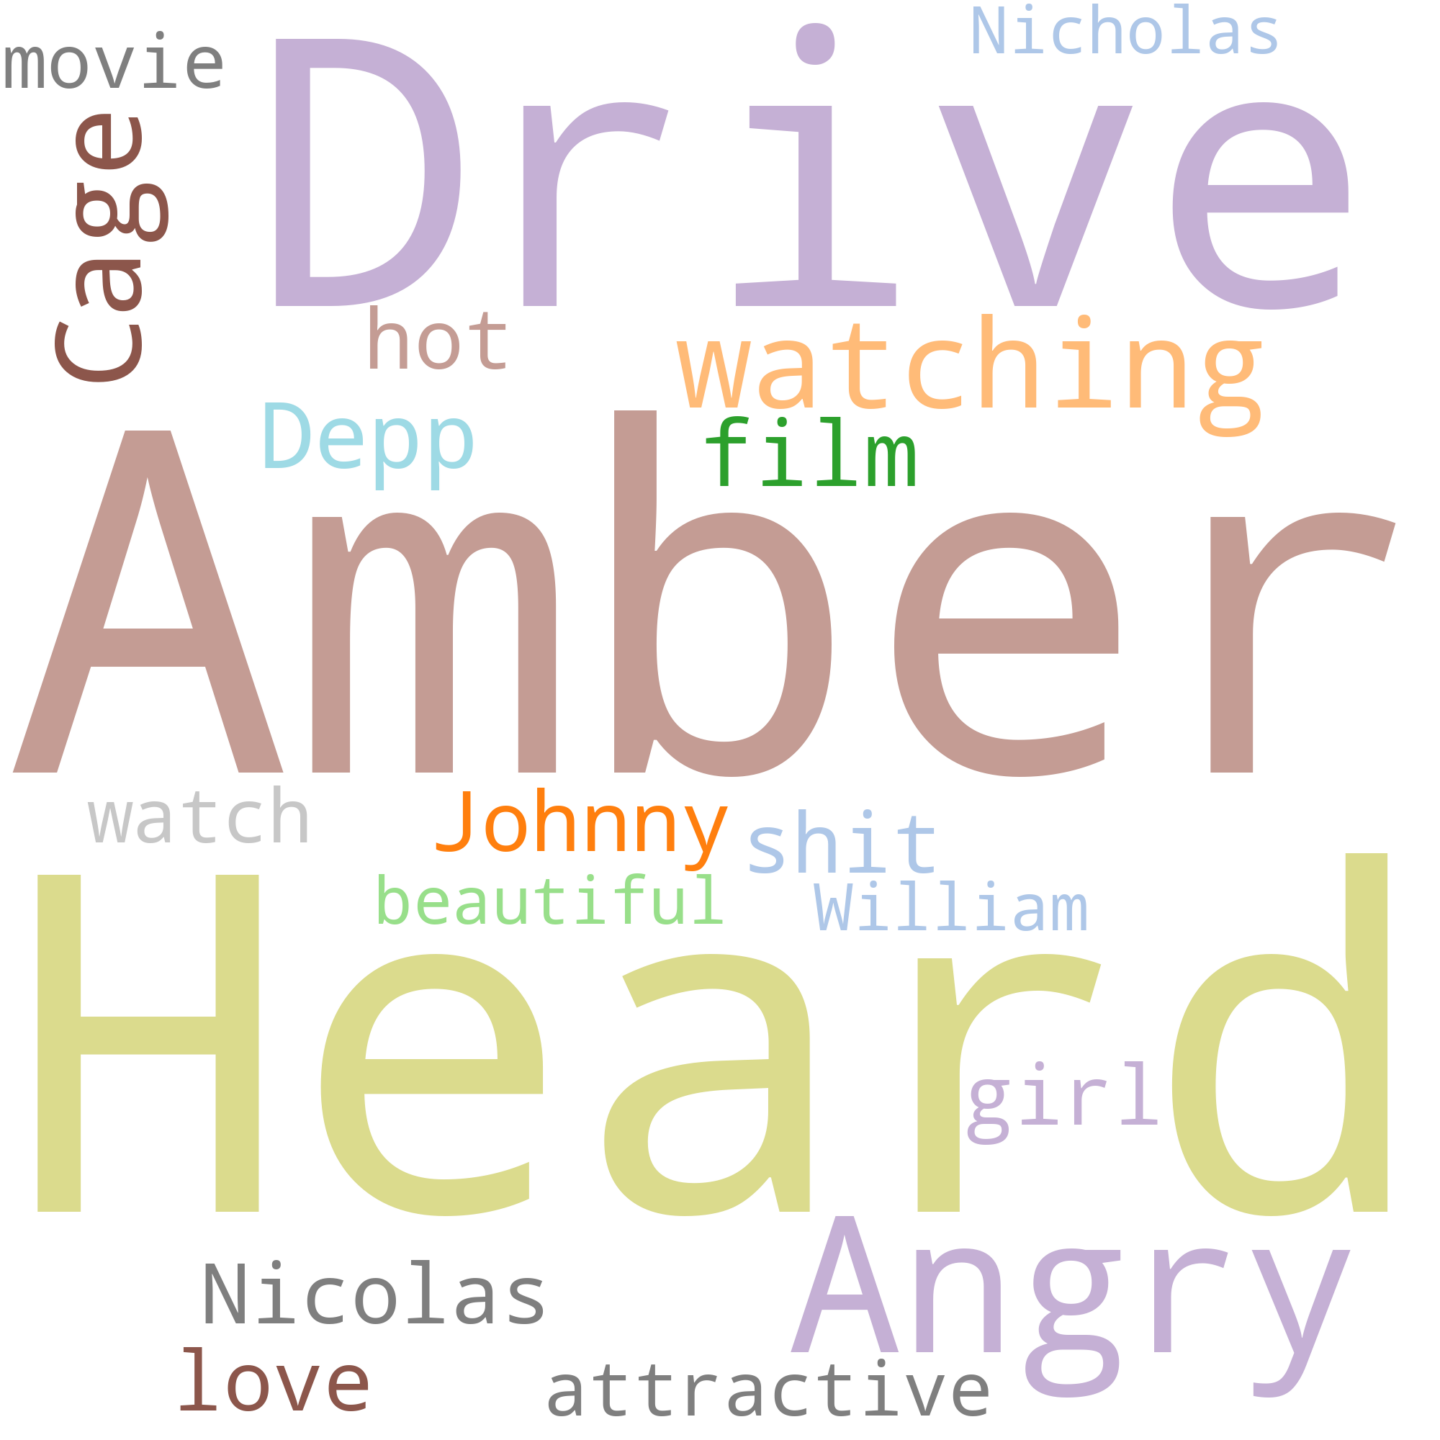 Nicholas
movie
Drive
Cage
hot
watching
Depp
film
Amber
watch
Johnny
shit
beautiful
William
Heard
girl
Angry
Nicolas
love
attractive